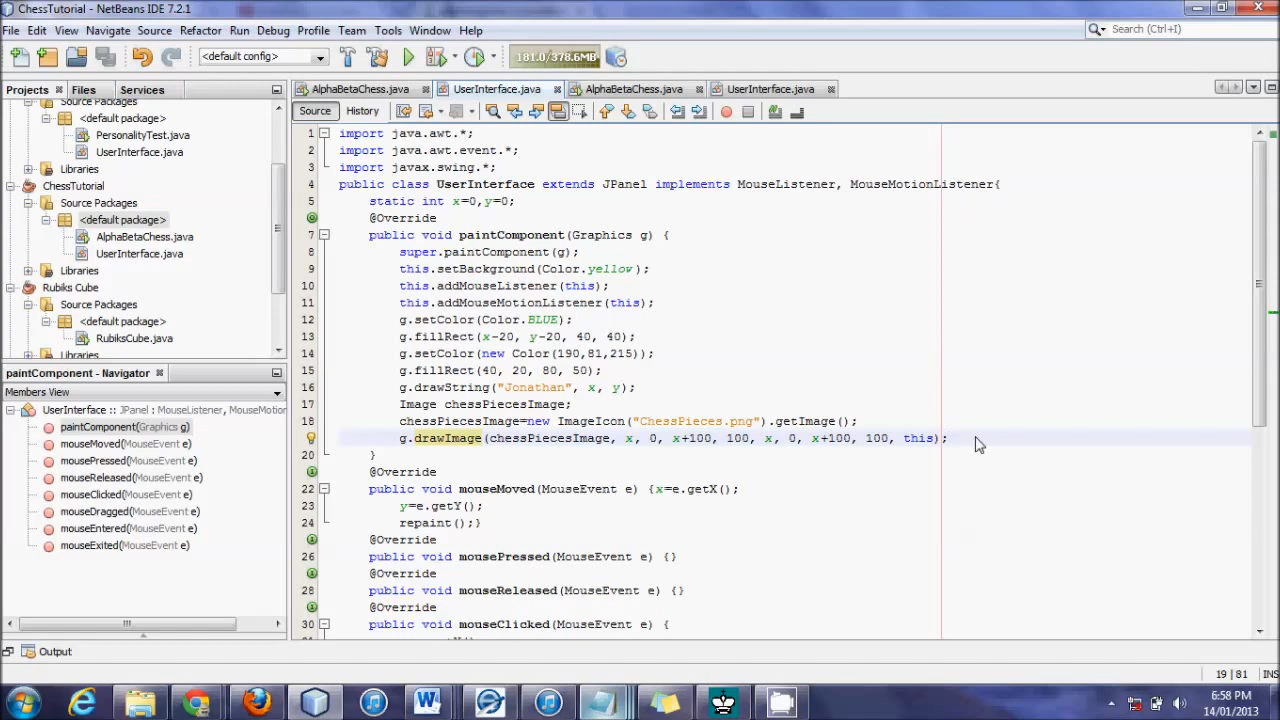 ChessTutorial - NetBeans IDE 7.2.1
File Edit View Navigate Source Refactor Run Debug Profile Team Tools Window Help
Search (Ctrl+I)
<default config>
181.0/378.6MB
Projects Files Services
AlphaBetaChess.java UserInterface.java AlphaBetaChess.java UserInterface.java
Source History
Source Packages
<default package>
PersonalityTest.java
UserInterface.java
Libraries
ChessTutorial
Source Packages
<default package>
AlphaBetaChess.java
UserInterface.java
Libraries
Rubiks Cube
Source Packages
<default package>
RubiksCube.java
Libraries
paintComponent - Navigator
Members View
UserInterface :: JPanel : MouseListener, MouseMotion
paintComponent(Graphics g)
mouseMoved(MouseEvent e)
mousePressed(MouseEvent e)
mouseReleased(MouseEvent e)
mouseClicked(MouseEvent e)
mouseDragged(MouseEvent e)
mouseEntered(MouseEvent e)
mouseExited(MouseEvent e)
1 import java.awt.*;
2 import java.awt.event.*;
3 import javax.swing.*;
4 public class UserInterface extends JPanel implements MouseListener, MouseMotionListener{
5 static int x=0,y=0;
@Override
7 public void paintComponent(Graphics g) {
8 super.paintComponent(g);
9 this.setBackground(Color.yellow);
10 this.addMouseListener(this);
11 this.addMouseMotionListener(this);
12 g.setColor(Color.BLUE);
13 g.fillRect(x-20, y-20, 40, 40);
14 g.setColor(new Color(190,81,215));
15 g.fillRect(40, 20, 80, 50);
16 g.drawString("Jonathan", x, y);
17 Image chessPiecesImage;
18 chessPiecesImage=new ImageIcon("ChessPieces.png").getImage();
g.drawImage(chessPiecesImage, x, 0, x+100, 100, x, 0, x+100, 100, this);
20 }
@Override
22 public void mouseMoved(MouseEvent e) {x=e.getX();
23 y=e.getY();
24 repaint();}
@Override
26 public void mousePressed(MouseEvent e) {}
@Override
28 public void mouseReleased(MouseEvent e) {}
@Override
30 public void mouseClicked(MouseEvent e) {
Output
19 | 81 INS
6:58 PM
14/01/2013